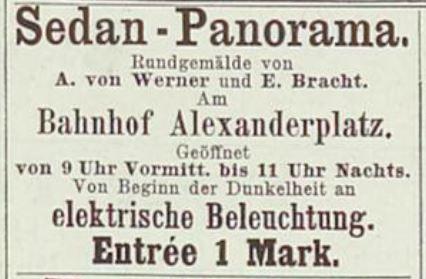 Sedan-Panorama.
Rundgemälde von
A. von Werner und E. Bracht.
Am
Bahnhof Alexanderplatz.
Geöffnet
von 9 Uhr Vormitt. bis 11 Uhr Nachts.
Von Beginn der Dunkelheit an
elektrische Beleuchtung.
Entrée 1 Mark.